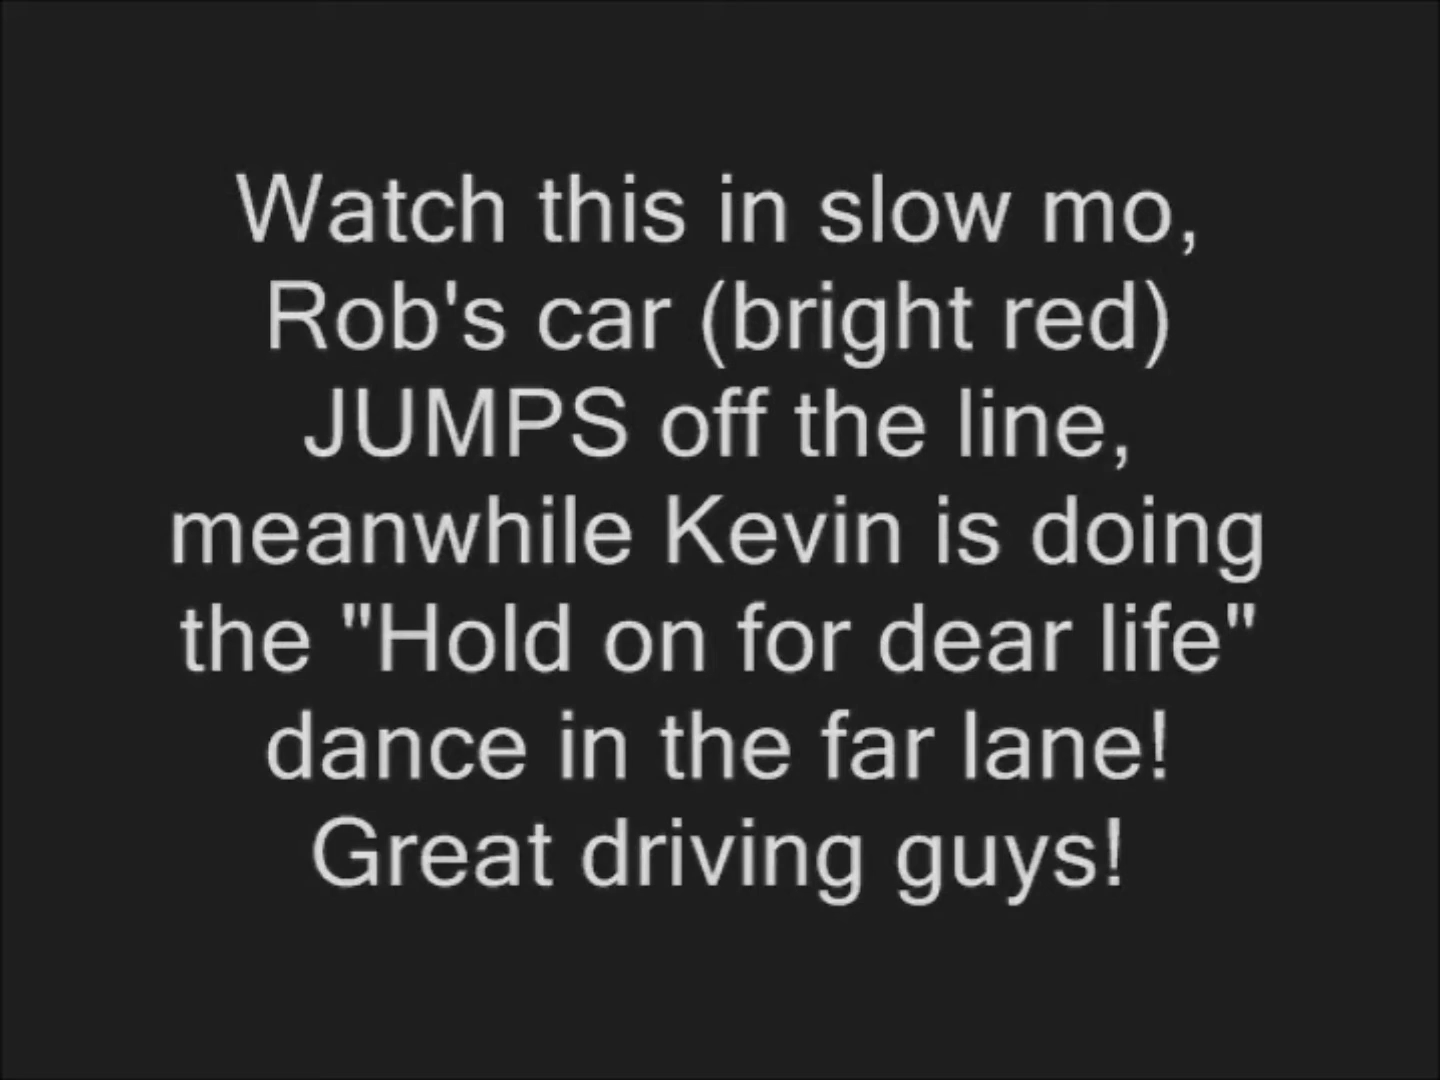 Watch this in slow mo,
Rob's car (bright red)
JUMPS off the line,
meanwhile Kevin is doing
the "Hold on for dear life"
dance in the far lane!
Great driving guys!